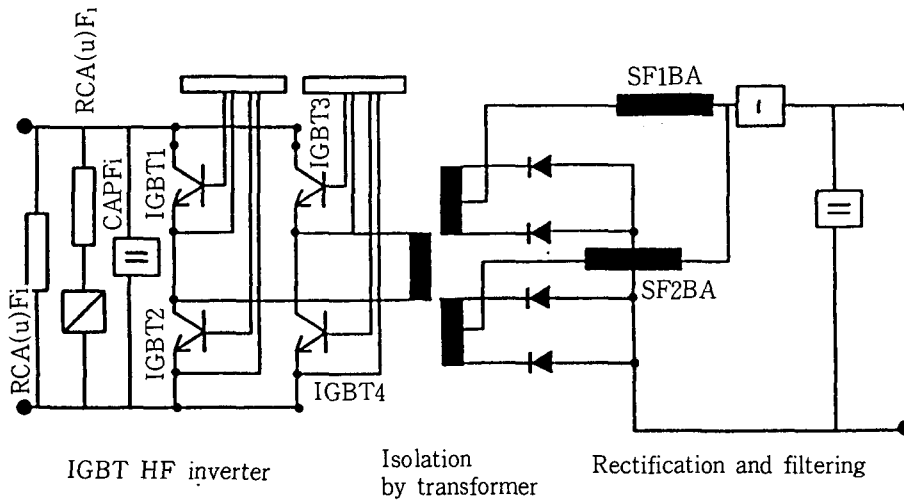 RCA(u)Fi
SF1BA
IGBT3
IGBT1
CAPFi
RCA(u)Fi
SF2BA
IGBT2
IGBT4
IGBT HF inverter
Isolation
by transformer
Rectification and filtering